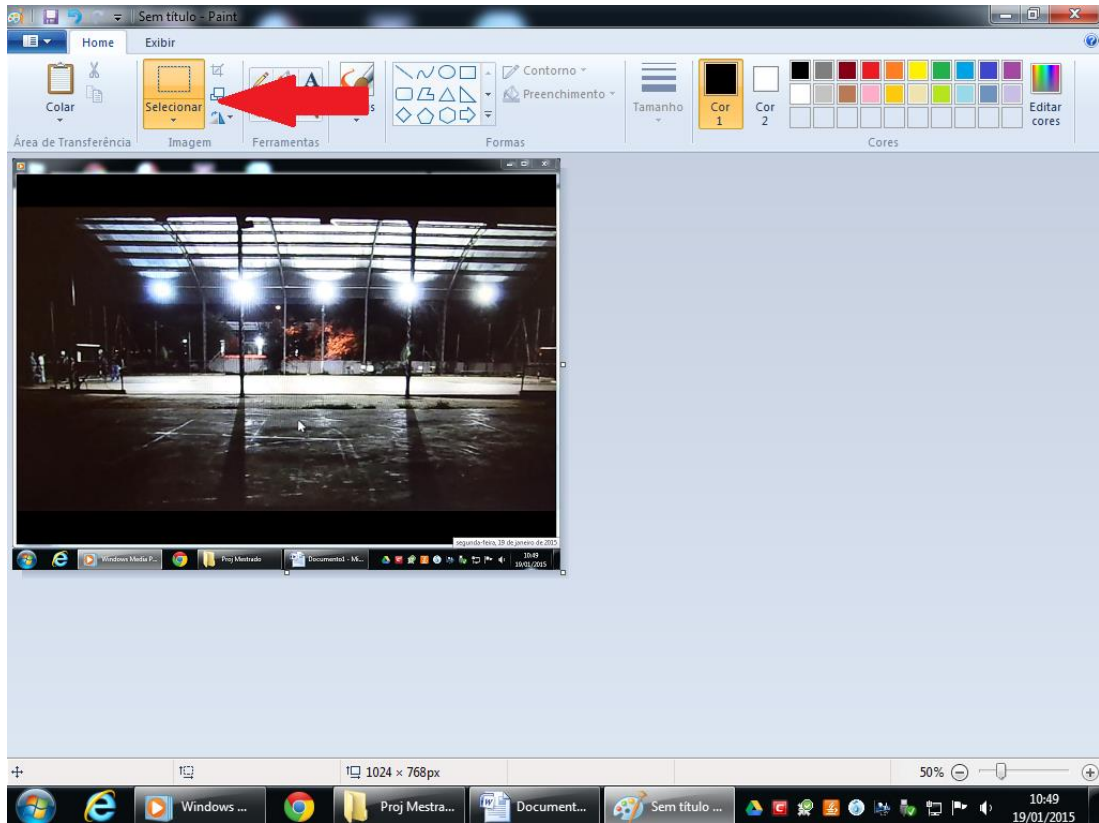 Sem título - Paint
Home Exibir
Colar
Selecionar
Contorno
Preenchimento
Tamanho
Cor 1
Cor 2
Editar cores
Área de Transferência
Imagem
Ferramentas
Formas
Cores
segunda-feira, 19 de janeiro de 2015
Windows Media P...
Proj Mestrado
Documento1 - Mi...
10:49
19/01/2015
1024 × 768px
50%
Windows ...
Proj Mestra...
Document...
Sem título ...
10:49
19/01/2015